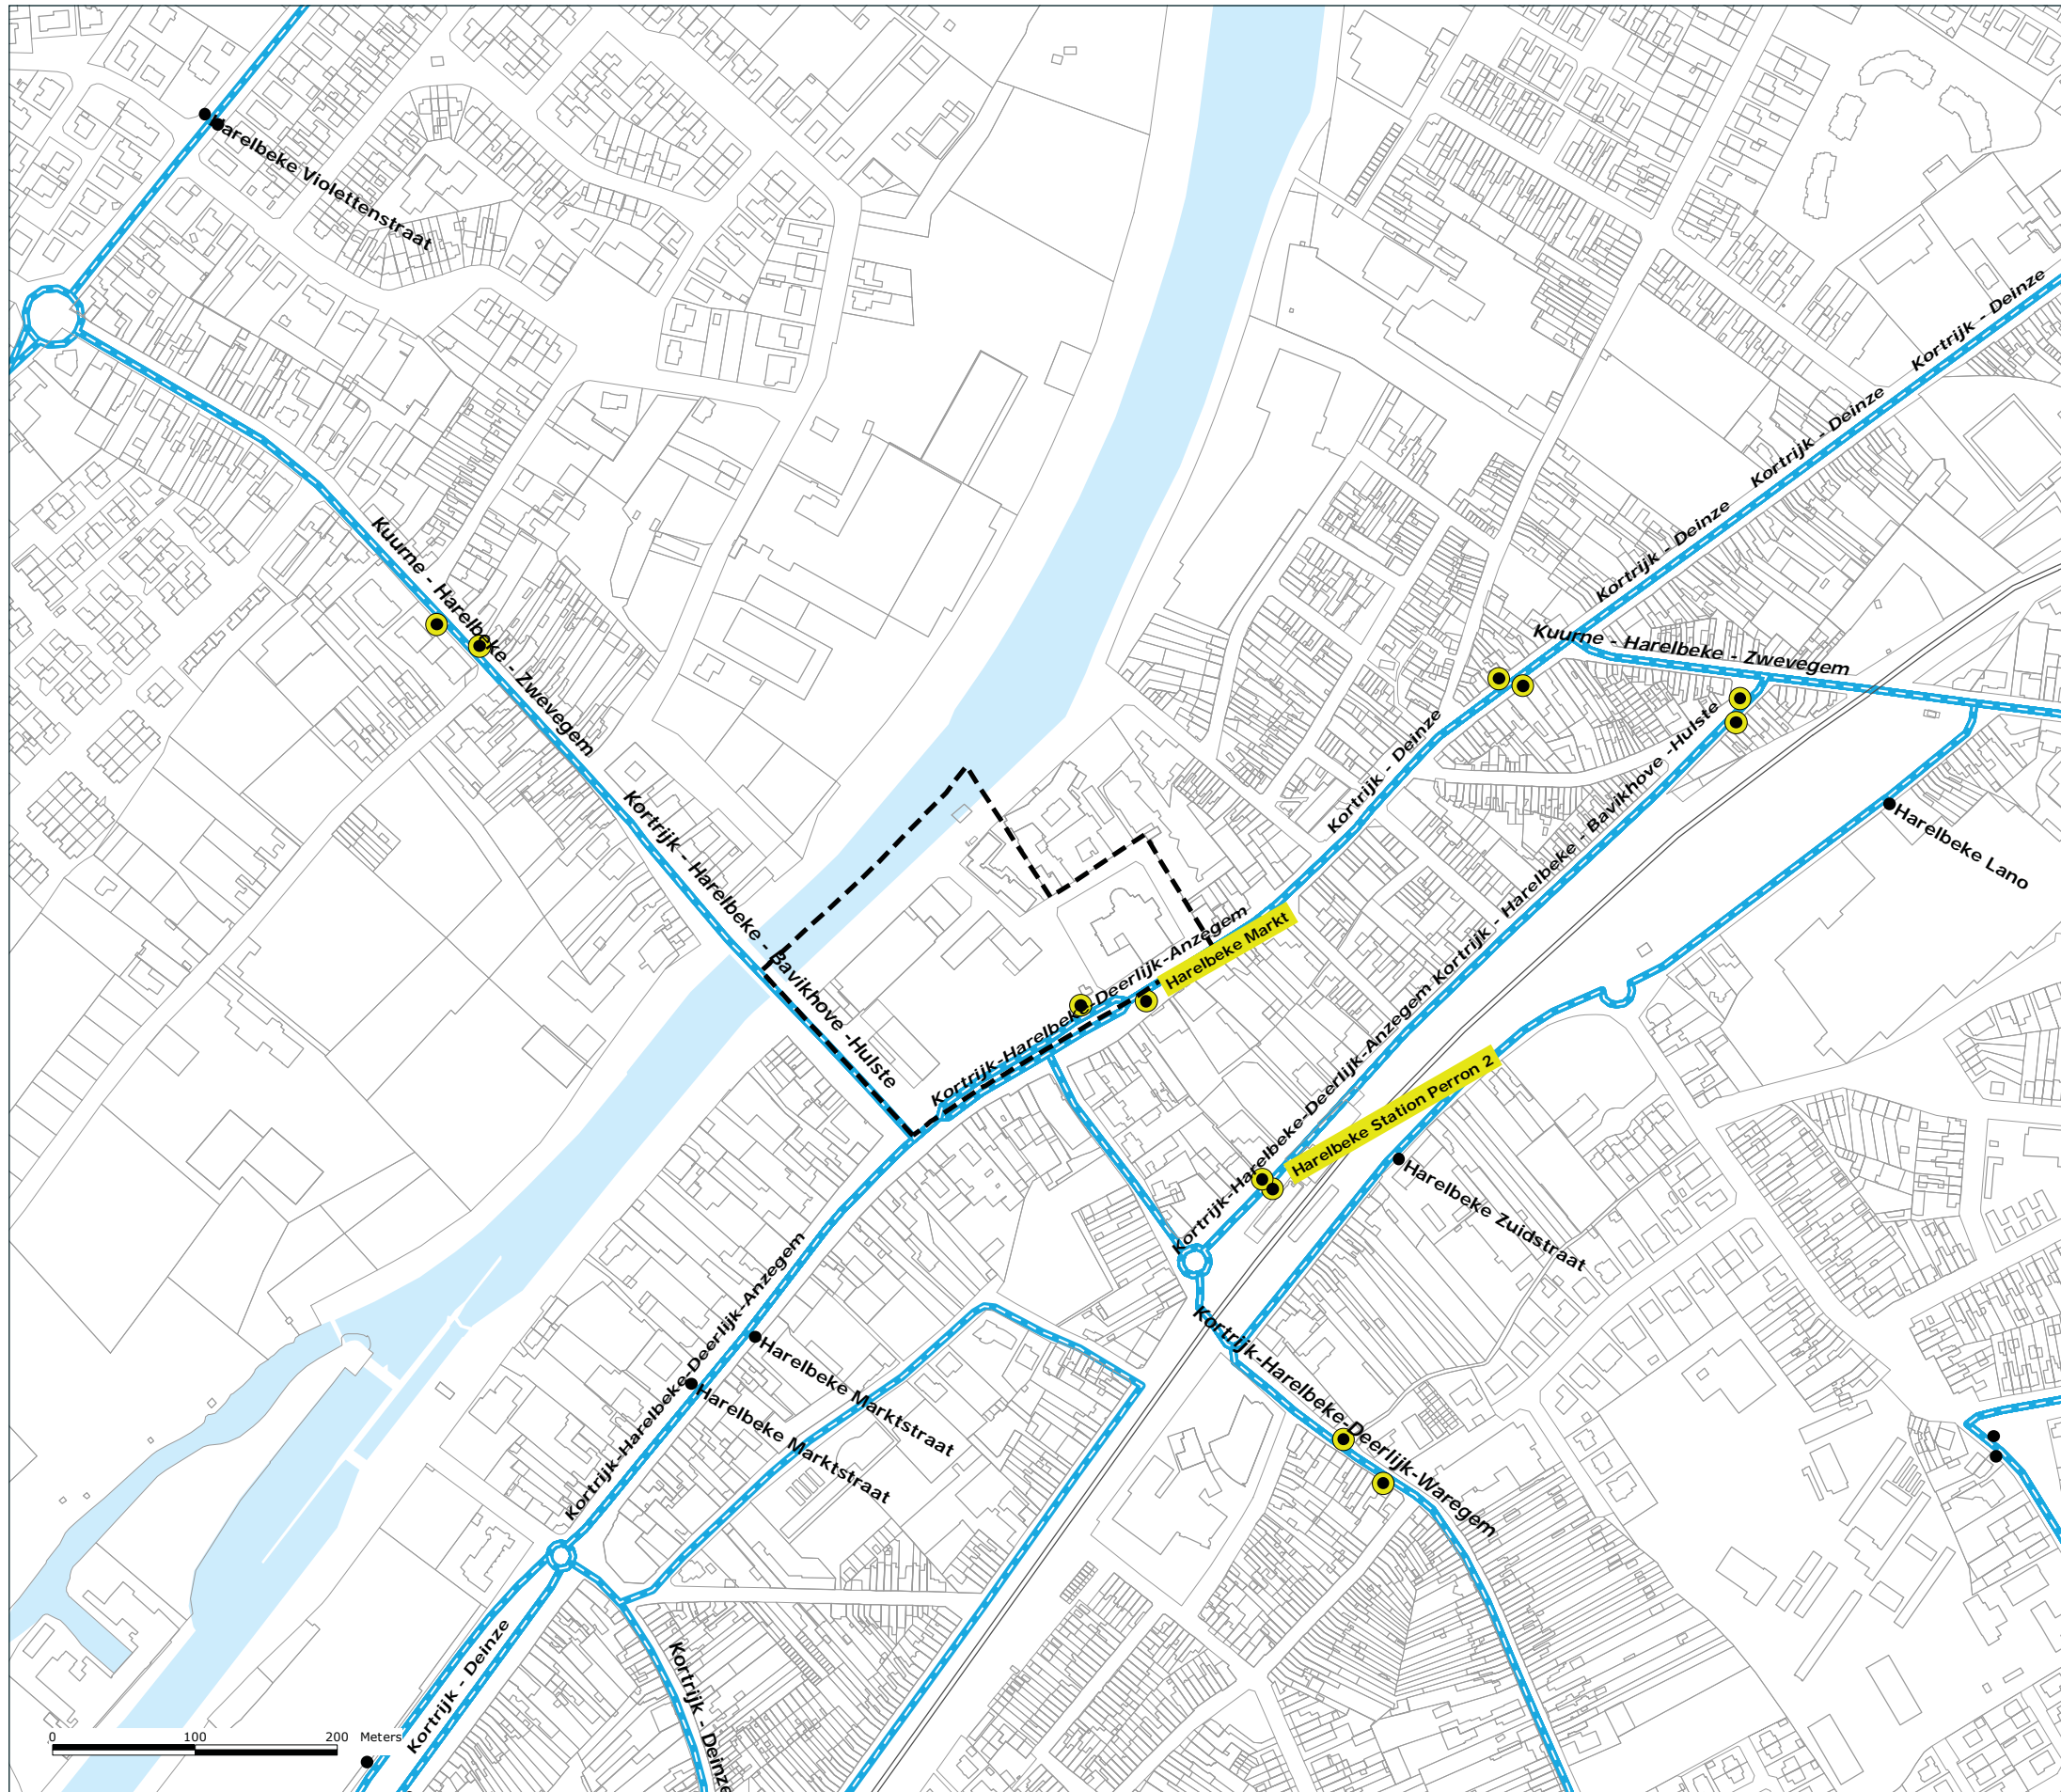 Harelbeke Violettenstraat
Kortrijk - Deinze
Kortrijk - Deinze
Kortrijk - Deinze
Kuurne - Harelbeke - Zwevegem
Kuurne - Harelbeke - Zwevegem
Kortrijk - Deinze
Kortrijk - Harelbeke - Bavikhove -Hulste
Kortrijk - Harelbeke - Bavikhove -Hulste
Harelbeke Lano
Kortrijk-Harelbeke-Deerlijk-Anzegem
Harelbeke Markt
Kortrijk-Harelbeke-Deerlijk-Anzegem
Harelbeke Station Perron 2
Harelbeke Zuidstraat
Kortrijk-Harelbeke-Deerlijk-Anzegem
Harelbeke Marktstraat
Harelbeke Marktstraat
Kortrijk-Harelbeke-Deerlijk-Waregem
Kortrijk - Deinze
Kortrijk - Deinze
0 100 200 Meters